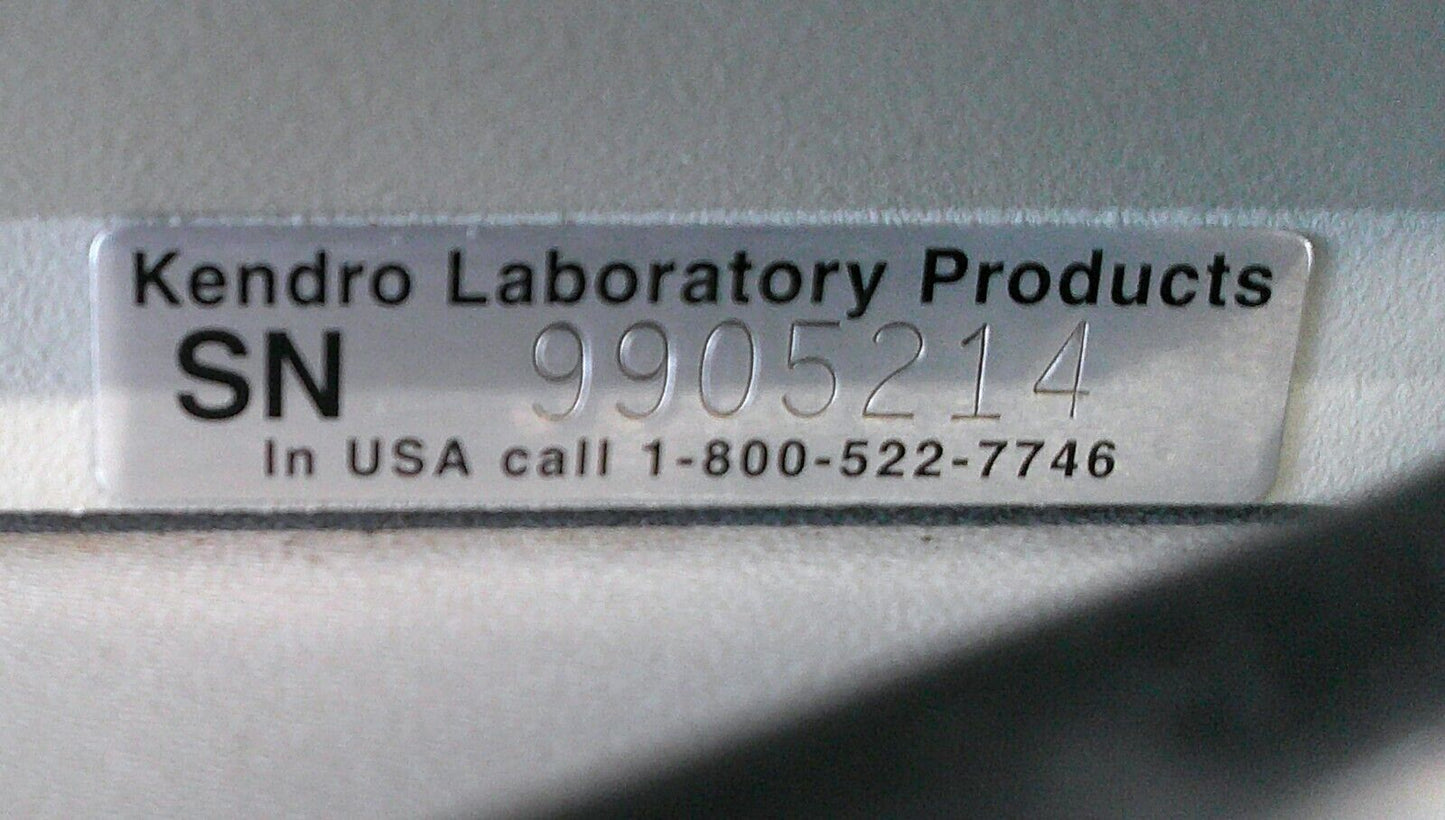 Kendro Laboratory Products
SN 9905214
In USA call 1-800-522-7746